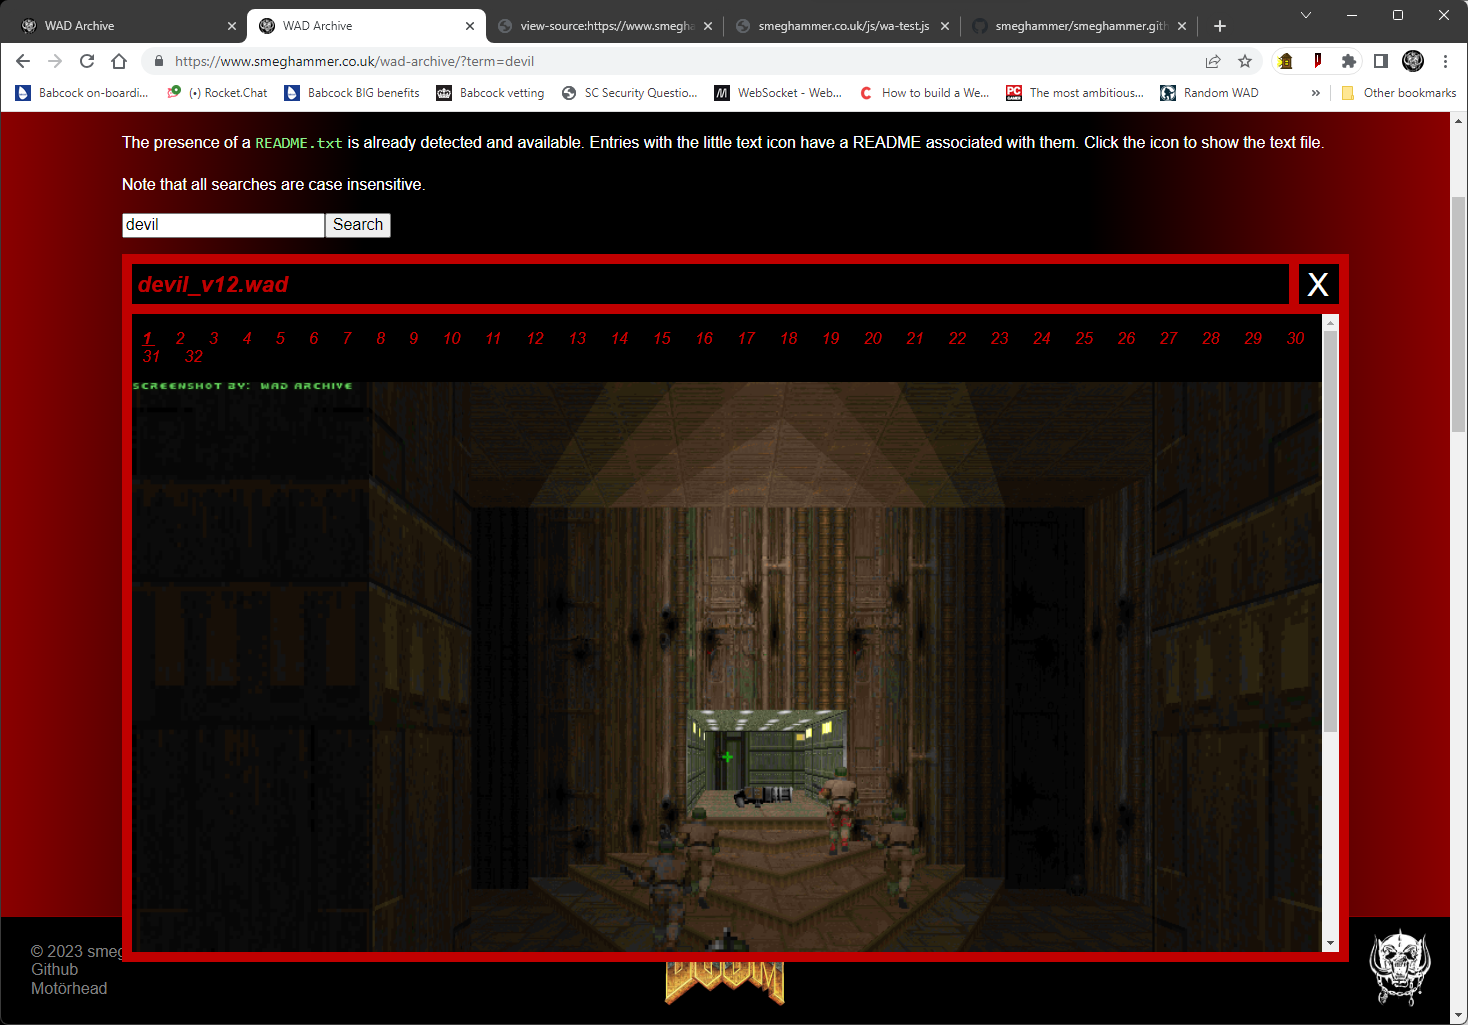 WAD Archive
WAD Archive
view-source:https://www.smegha
smeghammer.co.uk/js/wa-test.js
smeghammer/smeghammer.gith
https://www.smeghammer.co.uk/wad-archive/?term=devil
Babcock on-boardi...
(•) Rocket.Chat
Babcock BIG benefits
Babcock vetting
SC Security Questio...
WebSocket - Web...
How to build a We...
The most ambitious...
Random WAD
»
Other bookmarks
The presence of a README.txt is already detected and available. Entries with the little text icon have a README associated with them. Click the icon to show the text file.
Note that all searches are case insensitive.
devil Search
devil_v12.wad X
1 2 3 4 5 6 7 8 9 10 11 12 13 14 15 16 17 18 19 20 21 22 23 24 25 26 27 28 29 30
31 32
SCREENSHOT BY: WAD ARCHIVE
© 2023 smeg
Github
Motörhead
DOOM